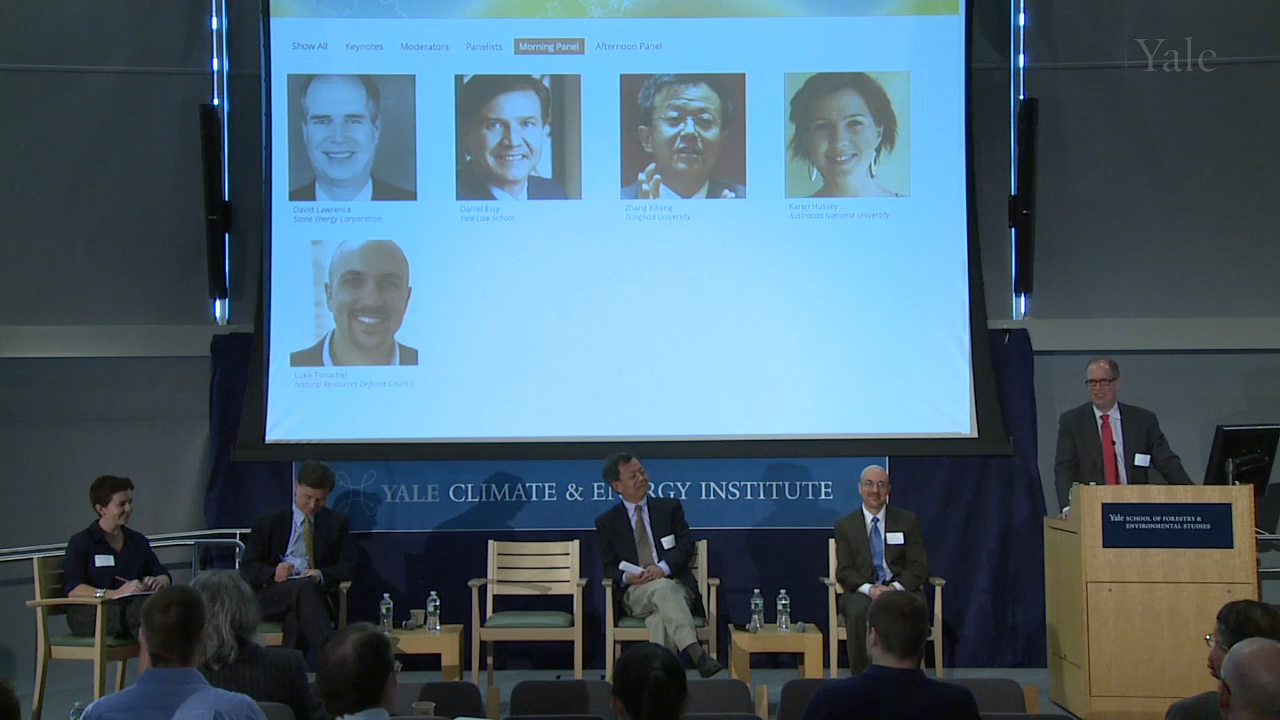 Yale
Show All Keynotes Moderators Panelists Morning Panel Afternoon Panel
David Lawrence
Stone Energy Corporation
Daniel Esty
Yale Law School
Zhang Xiliang
Tsinghua University
Karen Hussey
Australian National University
Luke Tonachel
Natural Resources Defense Council
YALE CLIMATE & ENERGY INSTITUTE
Yale SCHOOL OF FORESTRY &
ENVIRONMENTAL STUDIES